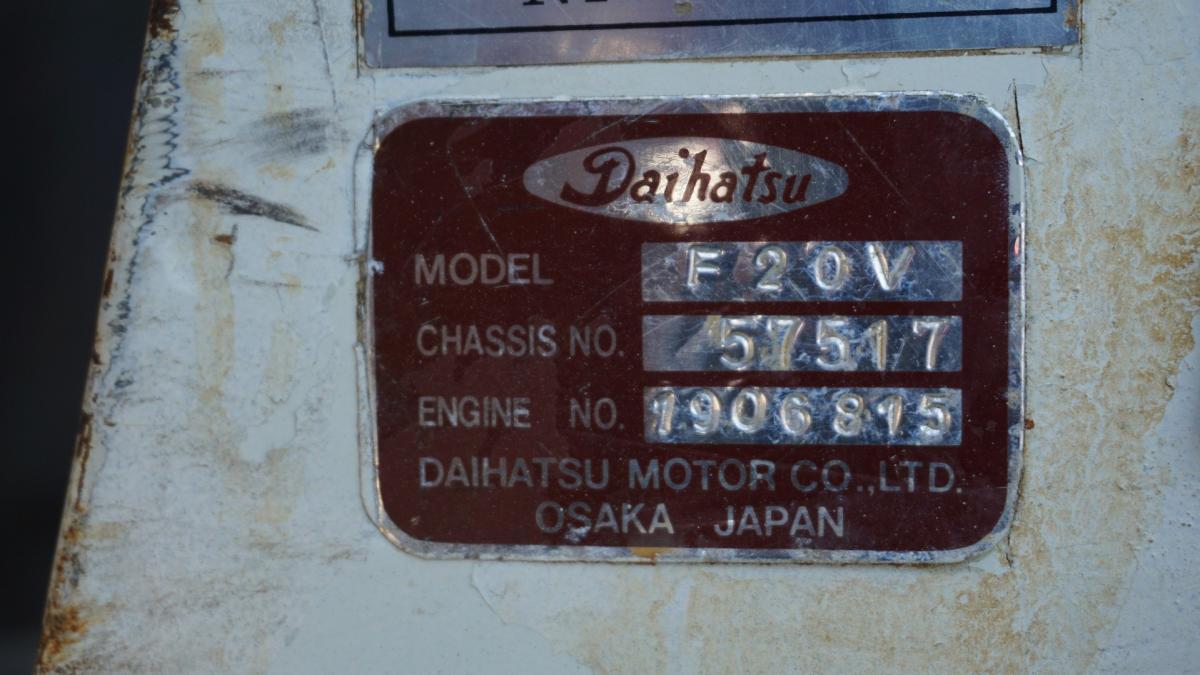 Daihatsu
MODEL F20V
CHASSIS NO. 57517
ENGINE NO. 1906815
DAIHATSU MOTOR CO.,LTD.
OSAKA JAPAN